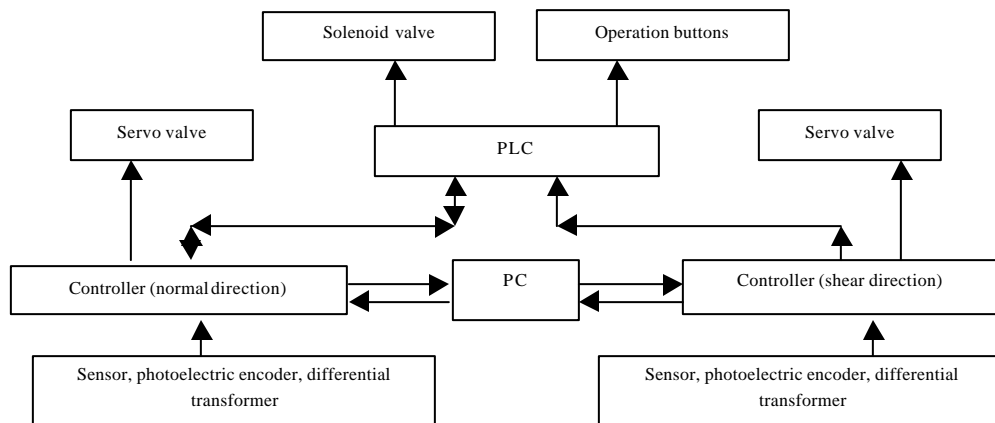 Solenoid valve
Operation buttons
Servo valve
PLC
Servo valve
Controller (normal direction)
PC
Controller (shear direction)
Sensor, photoelectric encoder, differential
transformer
Sensor, photoelectric encoder, differential
transformer